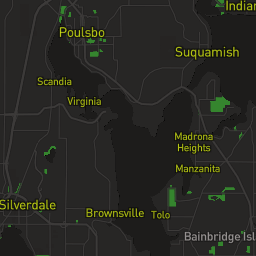 Indian
Poulsbo
Suquamish
Scandia
Virginia
Madrona
Heights
Manzanita
Silverdale
Brownsville
Tolo
Bainbridge Isl